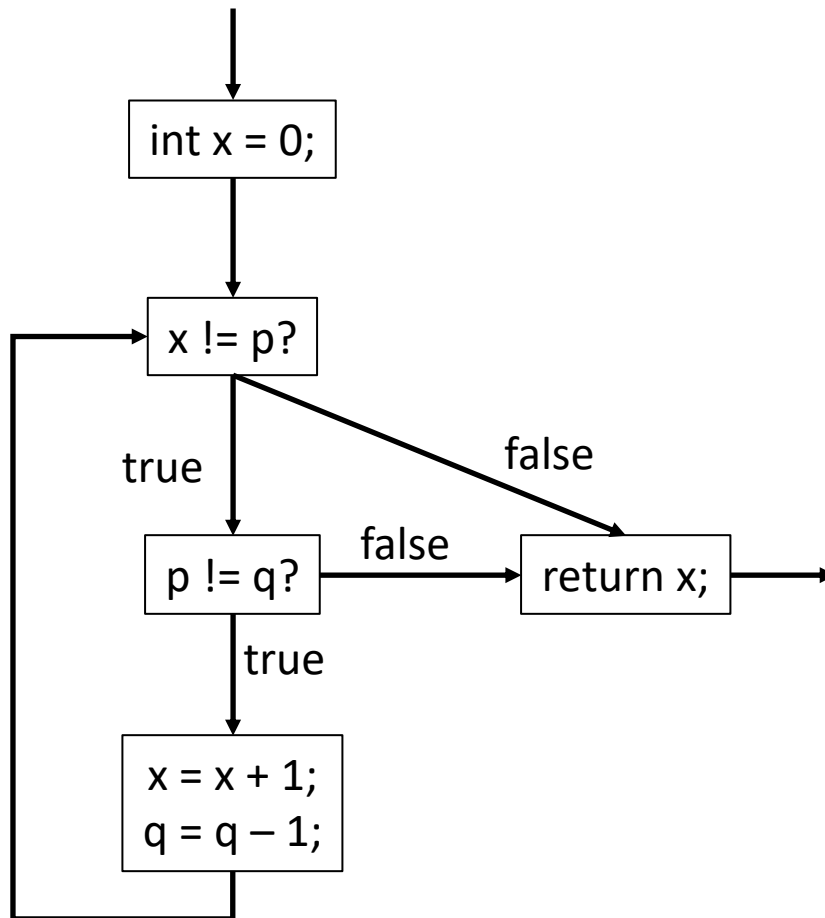 int x = 0;
x != p?
true
false
p != q?
false
return x;
true
x = x + 1;
q = q – 1;